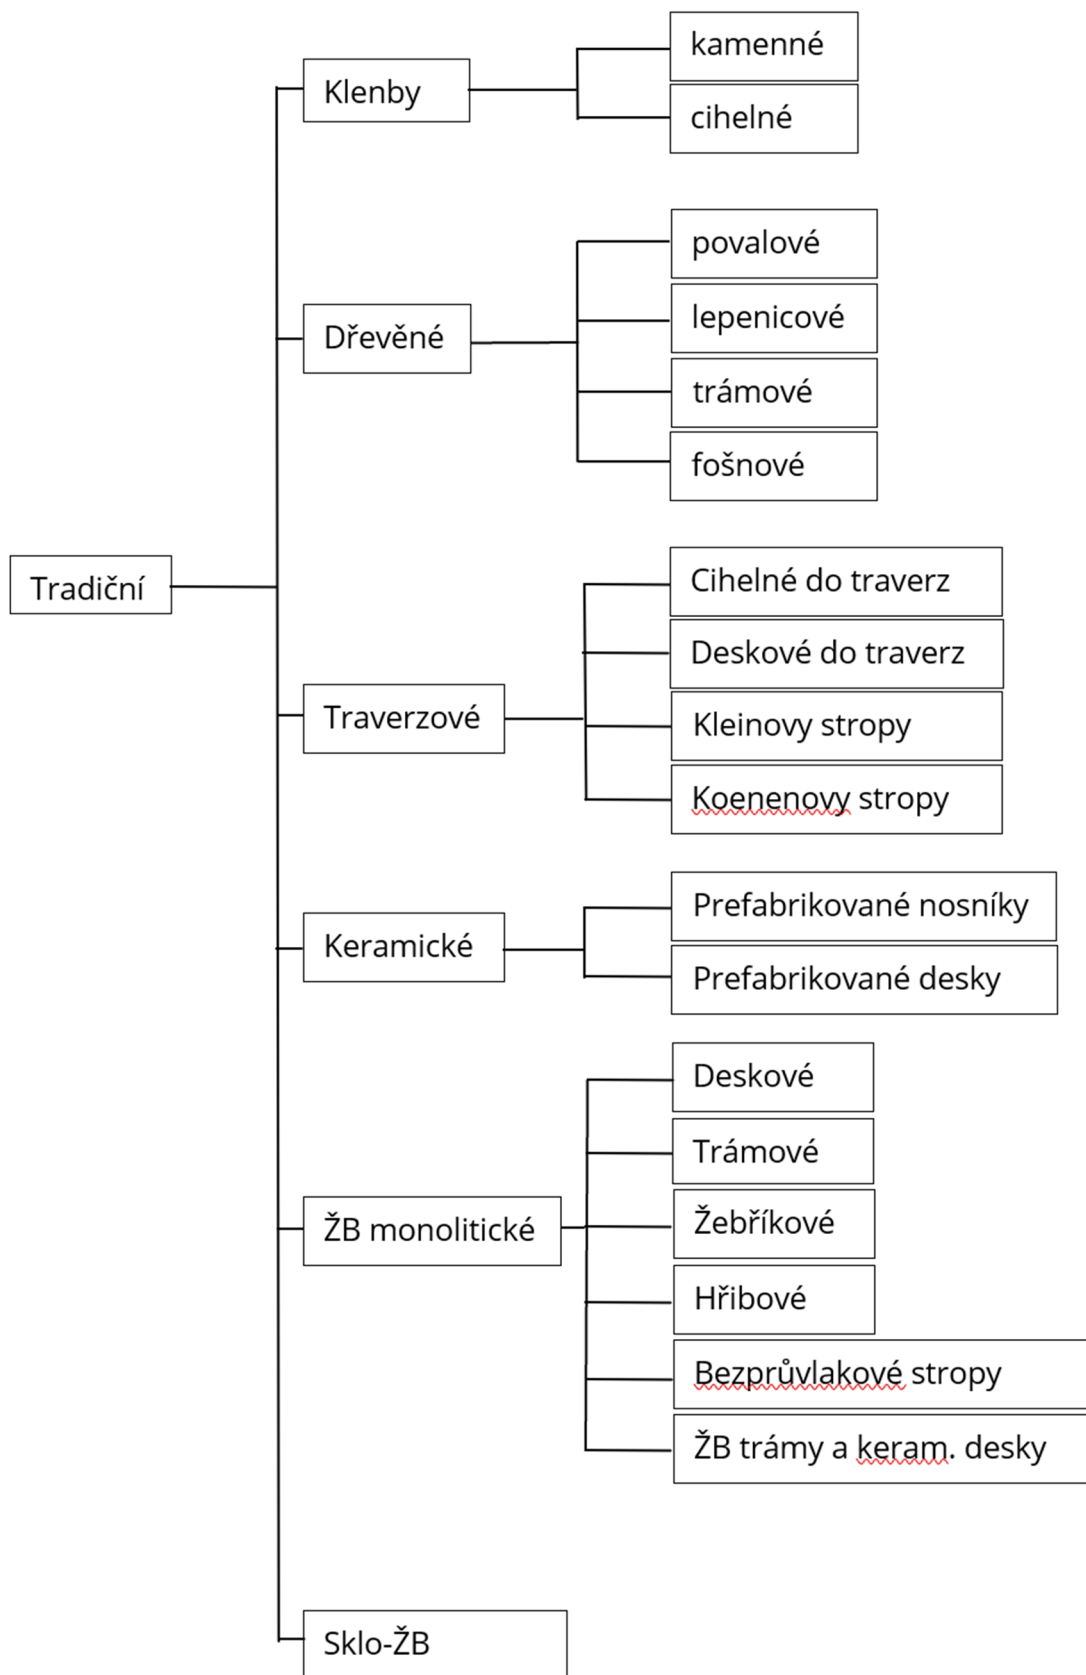 Tradiční
Klenby
kamenné
cihelné
Dřevěné
povalové
lepenicové
trámové
fošnové
Traverzové
Cihelné do traverz
Deskové do traverz
Kleinovy stropy
Koenenovy stropy
Keramické
Prefabrikované nosníky
Prefabrikované desky
ŽB monolitické
Deskové
Trámové
Žebříkové
Hřibové
Bezprůvlakové stropy
ŽB trámy a keram. desky
Sklo-ŽB